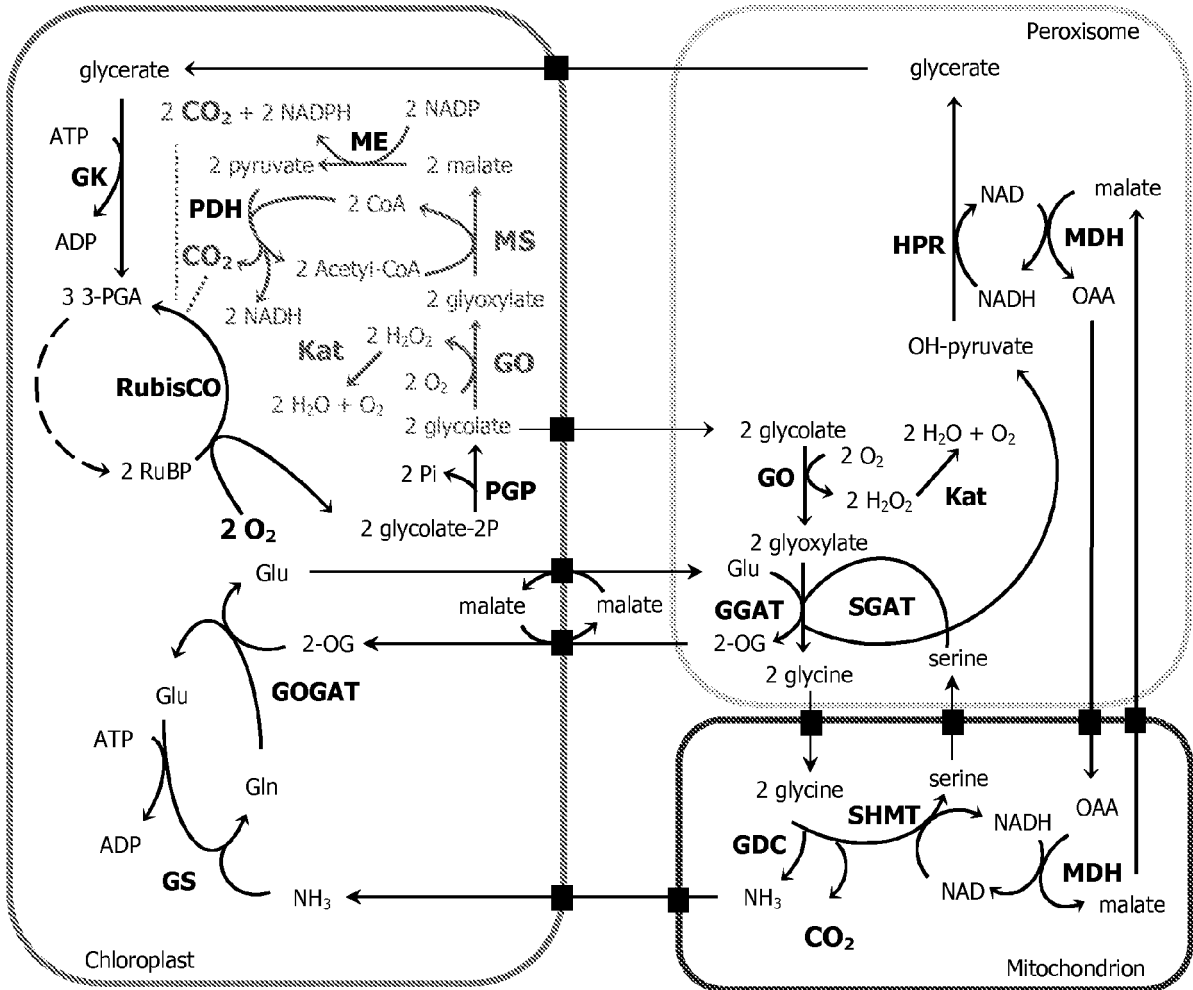 Peroxisome
glycerate
glycerate
2 CO₂ + 2 NADPH
2 NADP
ATP
ME
GK
2 pyruvate
2 malate
NAD
malate
PDH
2 CoA
ADP
CO₂
MS
HPR
MDH
2 Acetyl-CoA
3 3-PGA
2 glyoxylate
NADH
OAA
2 NADH
Kat
2 H₂O₂
GO
OH-pyruvate
RubisCO
2 O₂
2 H₂O + O₂
2 glycolate
2 glycolate
2 H₂O + O₂
2 RuBP
2 Pi
PGP
GO
2 O₂
2 H₂O₂
Kat
2 O₂
2 glycolate-2P
2 glyoxylate
Glu
Glu
malate
malate
GGAT
SGAT
2-OG
2-OG
serine
Glu
GOGAT
2 glycine
ATP
Gln
2 glycine
serine
OAA
ADP
SHMT
NADH
GDC
GS
NH₃
NH₃
NAD
MDH
malate
CO₂
Chloroplast
Mitochondrion